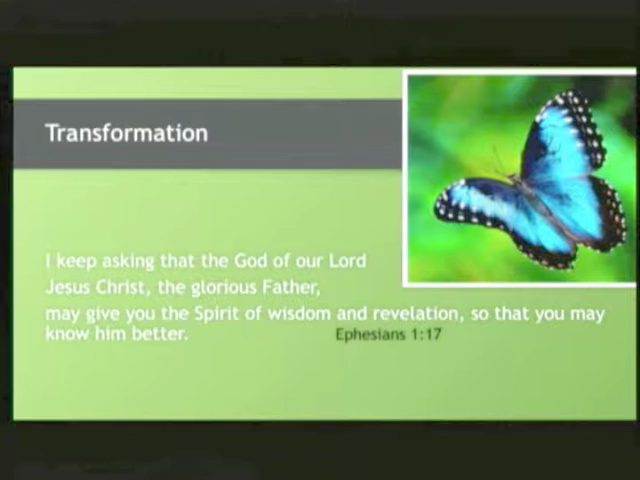 Transformation
I keep asking that the God of our Lord
Jesus Christ, the glorious Father,
may give you the Spirit of wisdom and revelation, so that you may
know him better. Ephesians 1:17